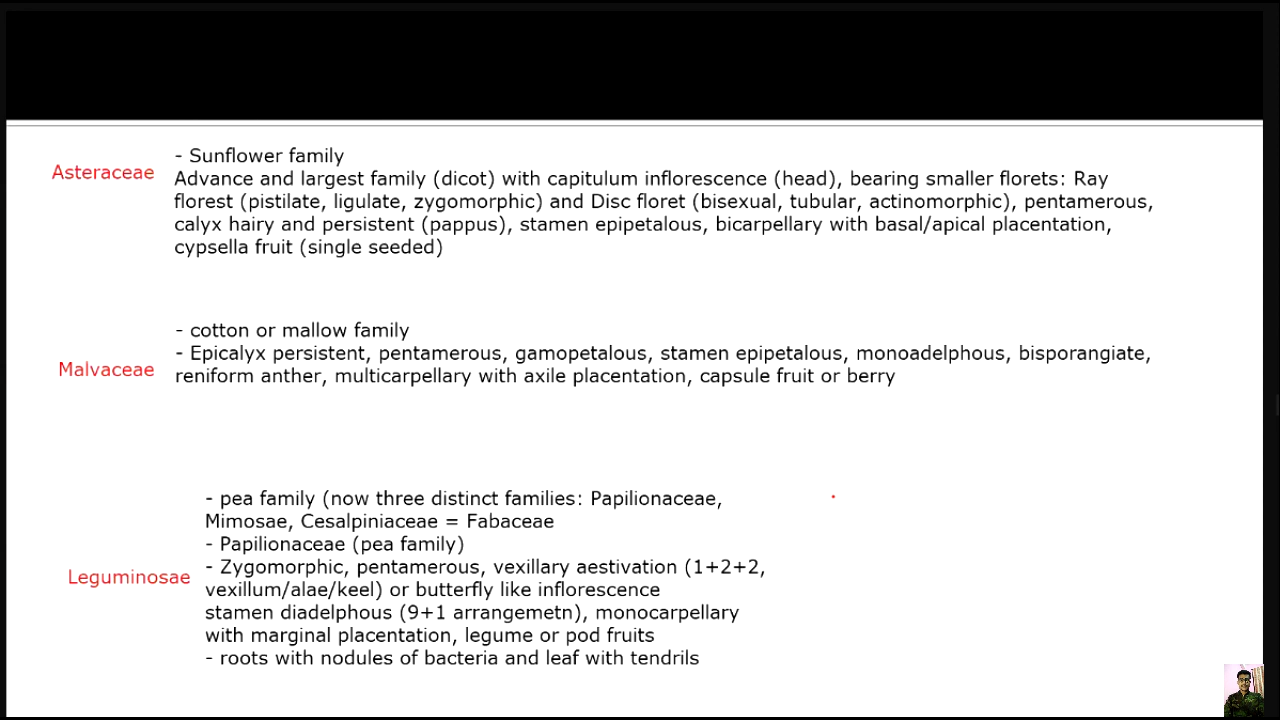 - Sunflower family
Asteraceae
Advance and largest family (dicot) with capitulum inflorescence (head), bearing smaller florets: Ray
florest (pistilate, ligulate, zygomorphic) and Disc floret (bisexual, tubular, actinomorphic), pentamerous,
calyx hairy and persistent (pappus), stamen epipetalous, bicarpellary with basal/apical placentation,
cypsella fruit (single seeded)
- cotton or mallow family
- Epicalyx persistent, pentamerous, gamopetalous, stamen epipetalous, monoadelphous, bisporangiate,
Malvaceae
reniform anther, multicarpellary with axile placentation, capsule fruit or berry
- pea family (now three distinct families: Papilionaceae,
Mimosae, Cesalpiniaceae = Fabaceae
- Papilionaceae (pea family)
- Zygomorphic, pentamerous, vexillary aestivation (1+2+2,
Leguminosae
vexillum/alae/keel) or butterfly like inflorescence
stamen diadelphous (9+1 arrangemetn), monocarpellary
with marginal placentation, legume or pod fruits
- roots with nodules of bacteria and leaf with tendrils